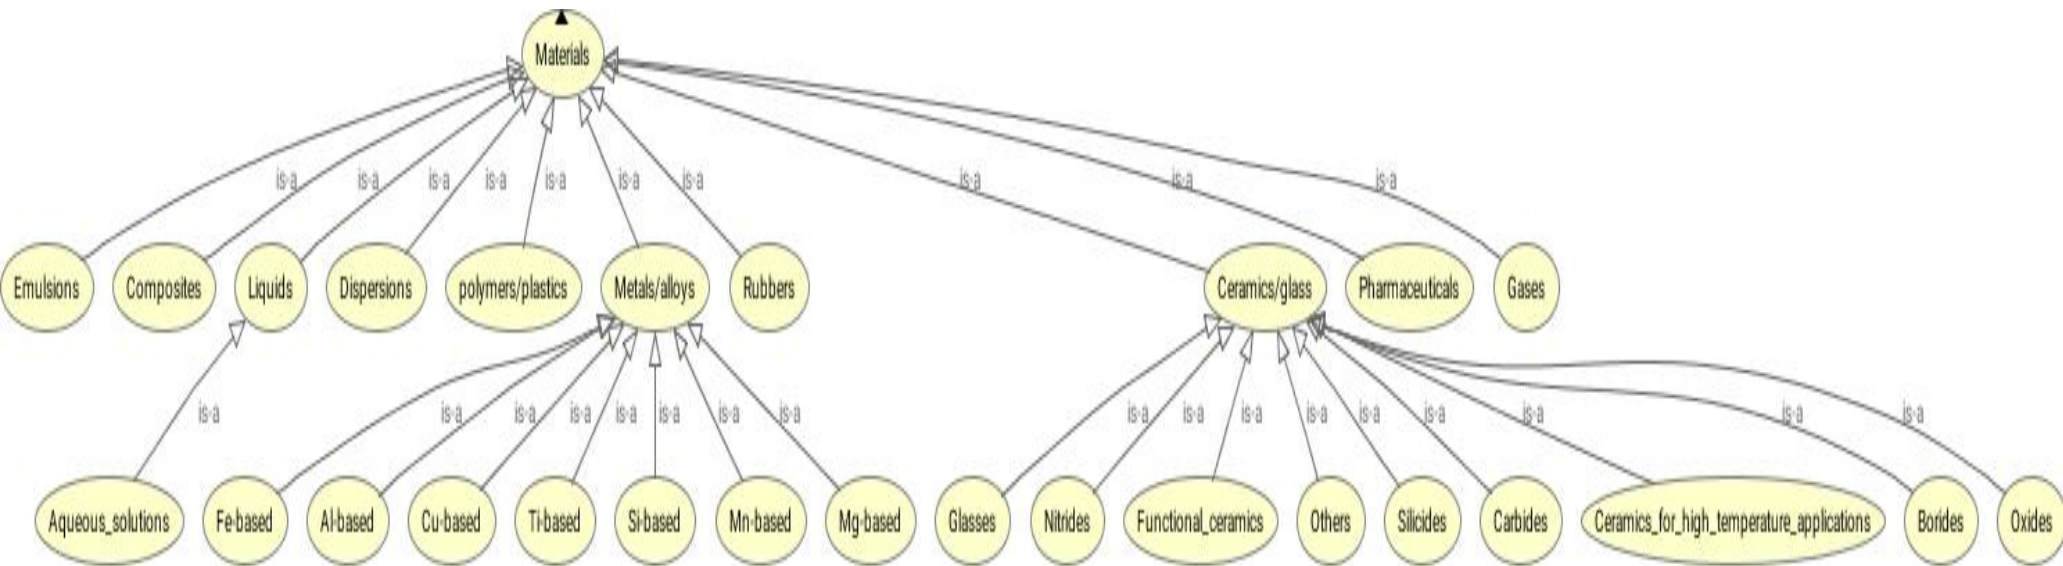 Materials
is-a is-a is-a is-a is-a is-a is-a is-a is-a is-a
Emulsions Composites Liquids Dispersions polymers/plastics Metals/alloys Rubbers Ceramics/glass Pharmaceuticals Gases
is-a is-a is-a is-a is-a is-a is-a is-a is-a is-a is-a is-a is-a is-a is-a is-a is-a
Aqueous_solutions Fe-based Al-based Cu-based Ti-based Si-based Mn-based Mg-based Glasses Nitrides Functional_ceramics Others Silicides Carbides Ceramics_for_high_temperature_applications Borides Oxides